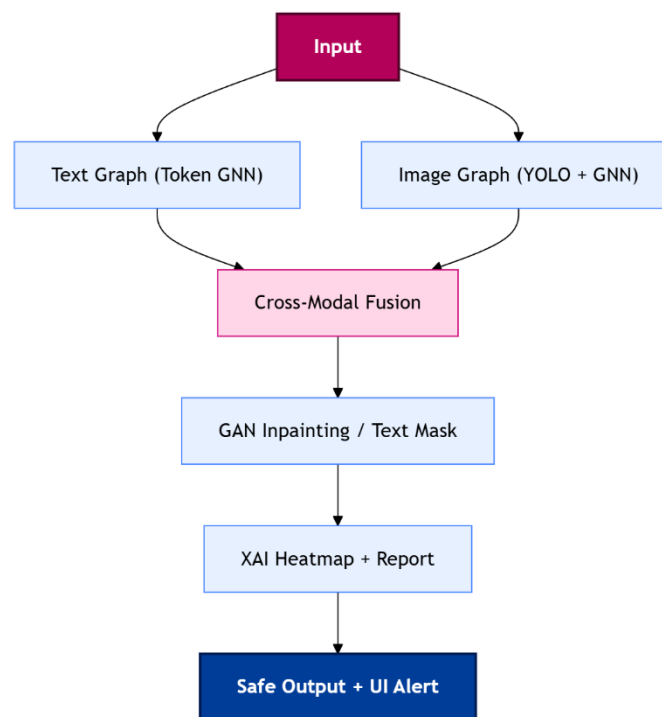 Input
Text Graph (Token GNN)
Image Graph (YOLO + GNN)
Cross-Modal Fusion
GAN Inpainting / Text Mask
XAI Heatmap + Report
Safe Output + UI Alert